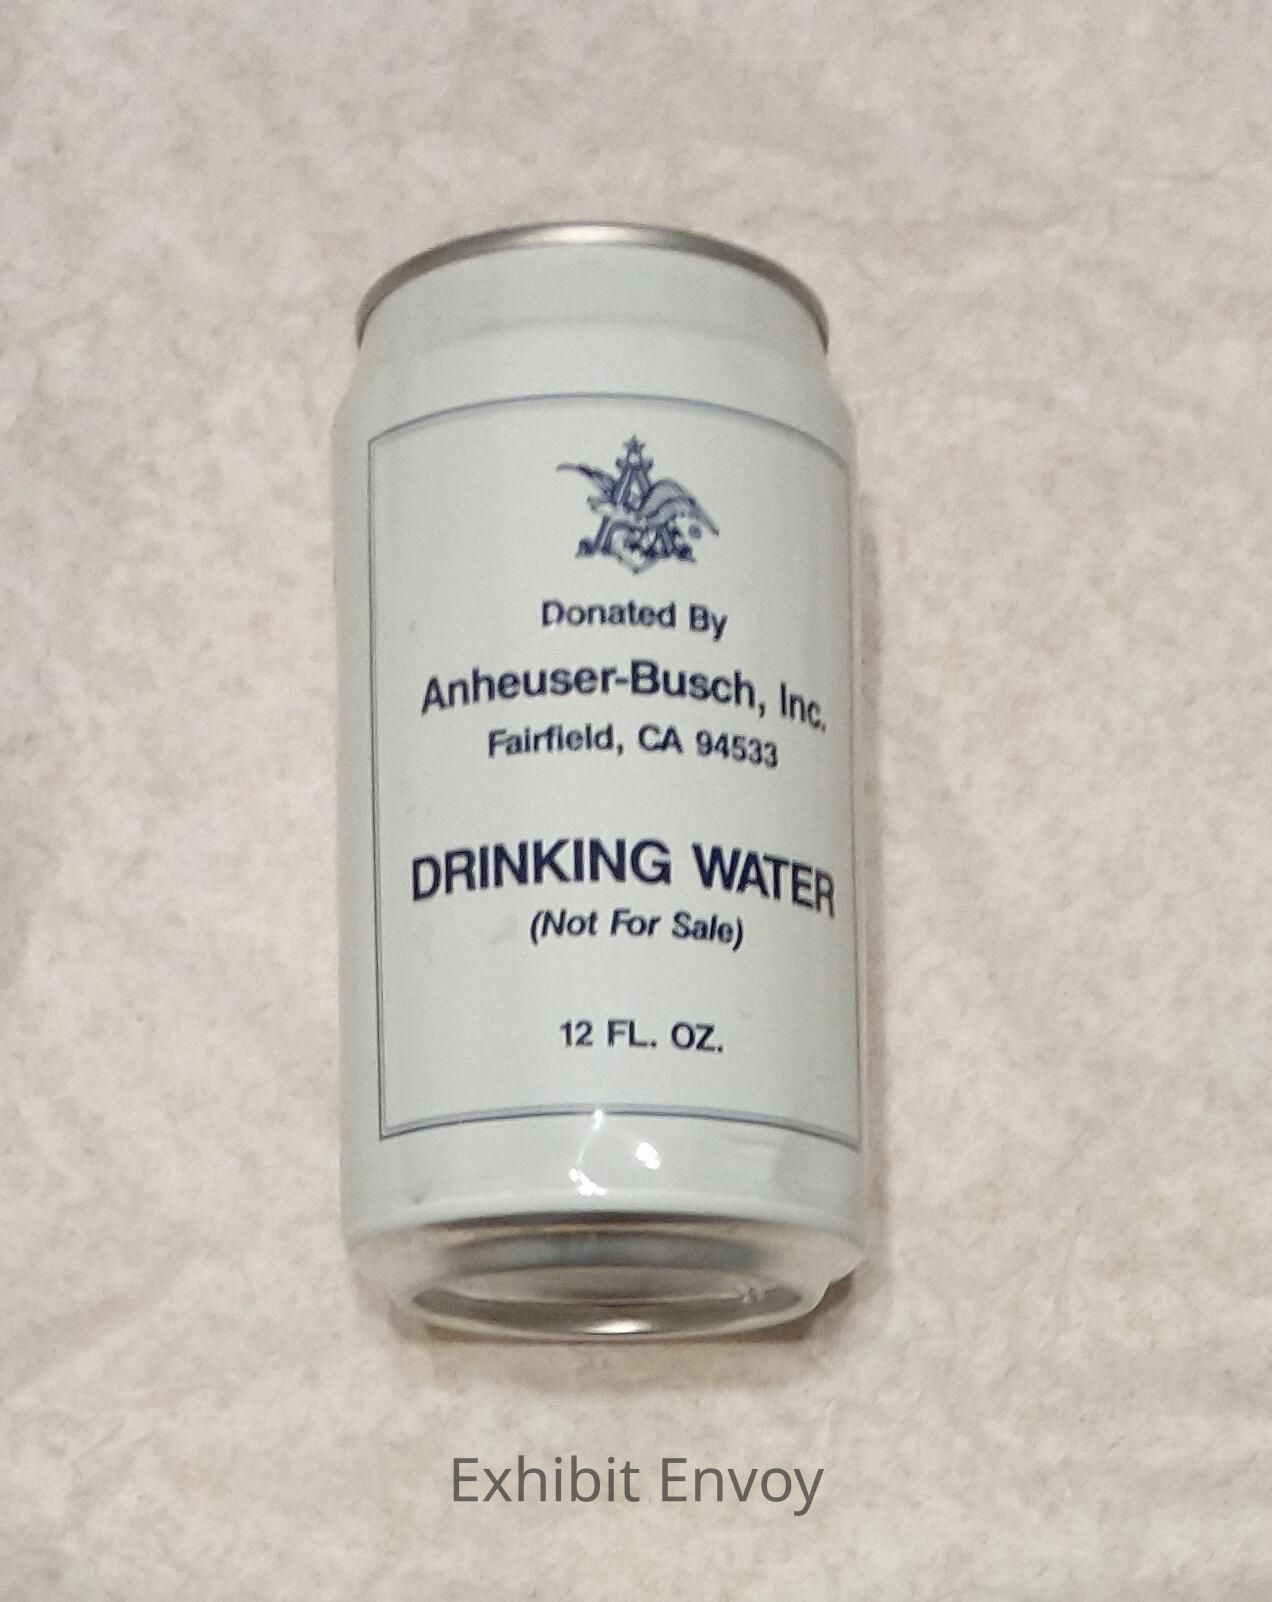 Donated By
Anheuser-Busch, Inc.
Fairfield, CA 94533
DRINKING WATER
(Not For Sale)
12 FL. OZ.
Exhibit Envoy